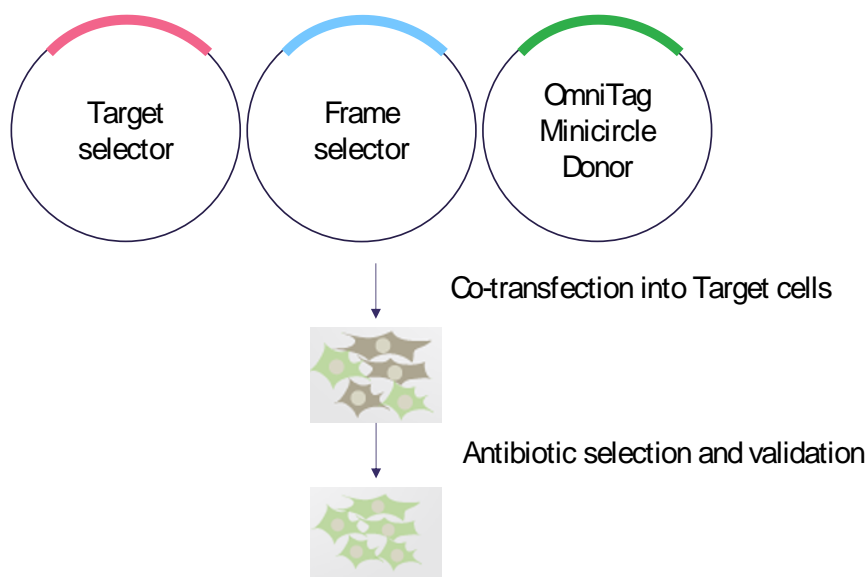 Target
selector
Frame
selector
OmniTag
Minicircle
Donor
Co-transfection into Target cells
Antibiotic selection and validation